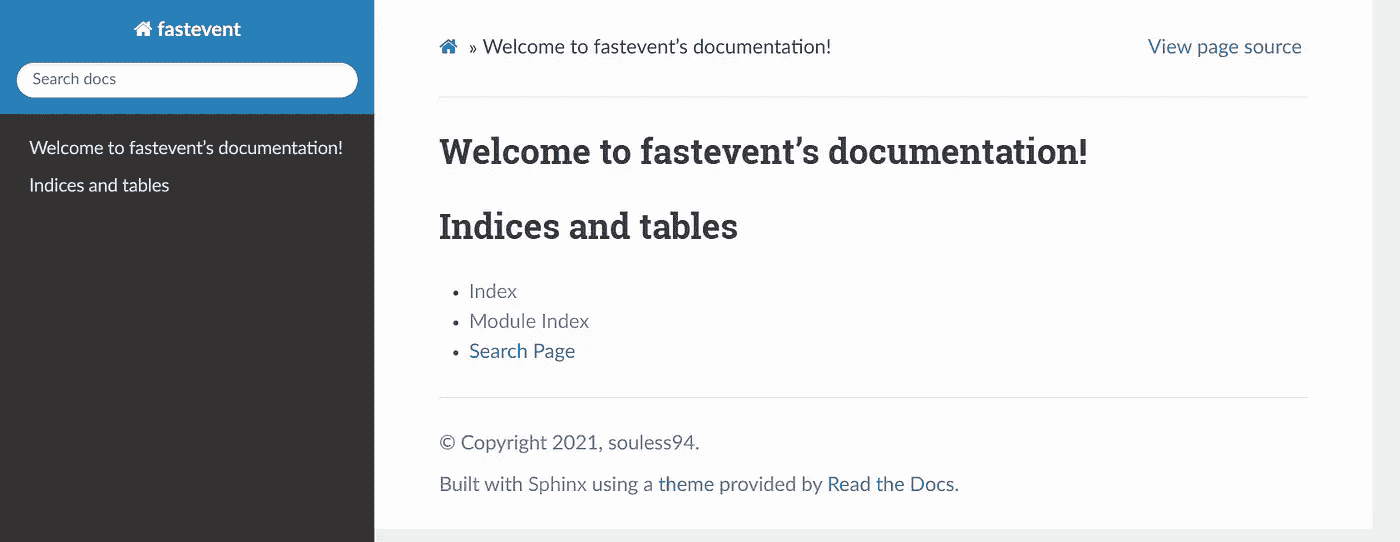 fastevent
Search docs
Welcome to fastevent’s documentation!
Indices and tables
» Welcome to fastevent’s documentation!
View page source
Welcome to fastevent’s documentation!
Indices and tables
• Index
• Module Index
• Search Page
© Copyright 2021, souless94.
Built with Sphinx using a theme provided by Read the Docs.